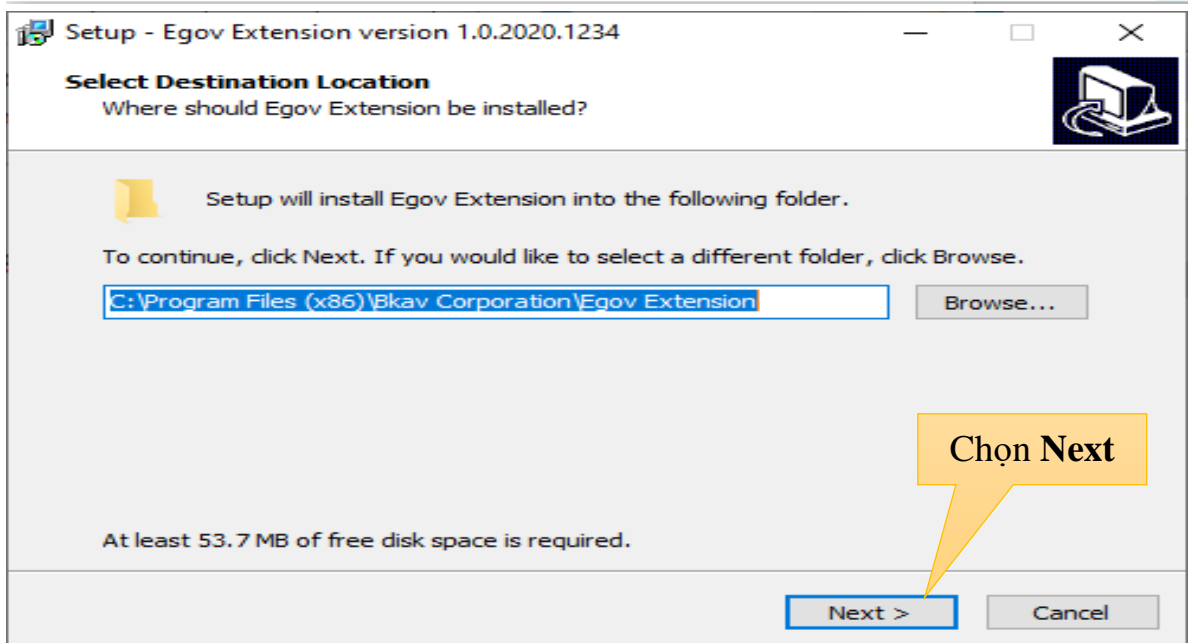 Setup - Egov Extension version 1.0.2020.1234
Select Destination Location
Where should Egov Extension be installed?
Setup will install Egov Extension into the following folder.
To continue, click Next. If you would like to select a different folder, click Browse.
C:\Program Files (x86)\Bkav Corporation\Egov Extension
Browse...
Chọn Next
At least 53.7 MB of free disk space is required.
Next >
Cancel